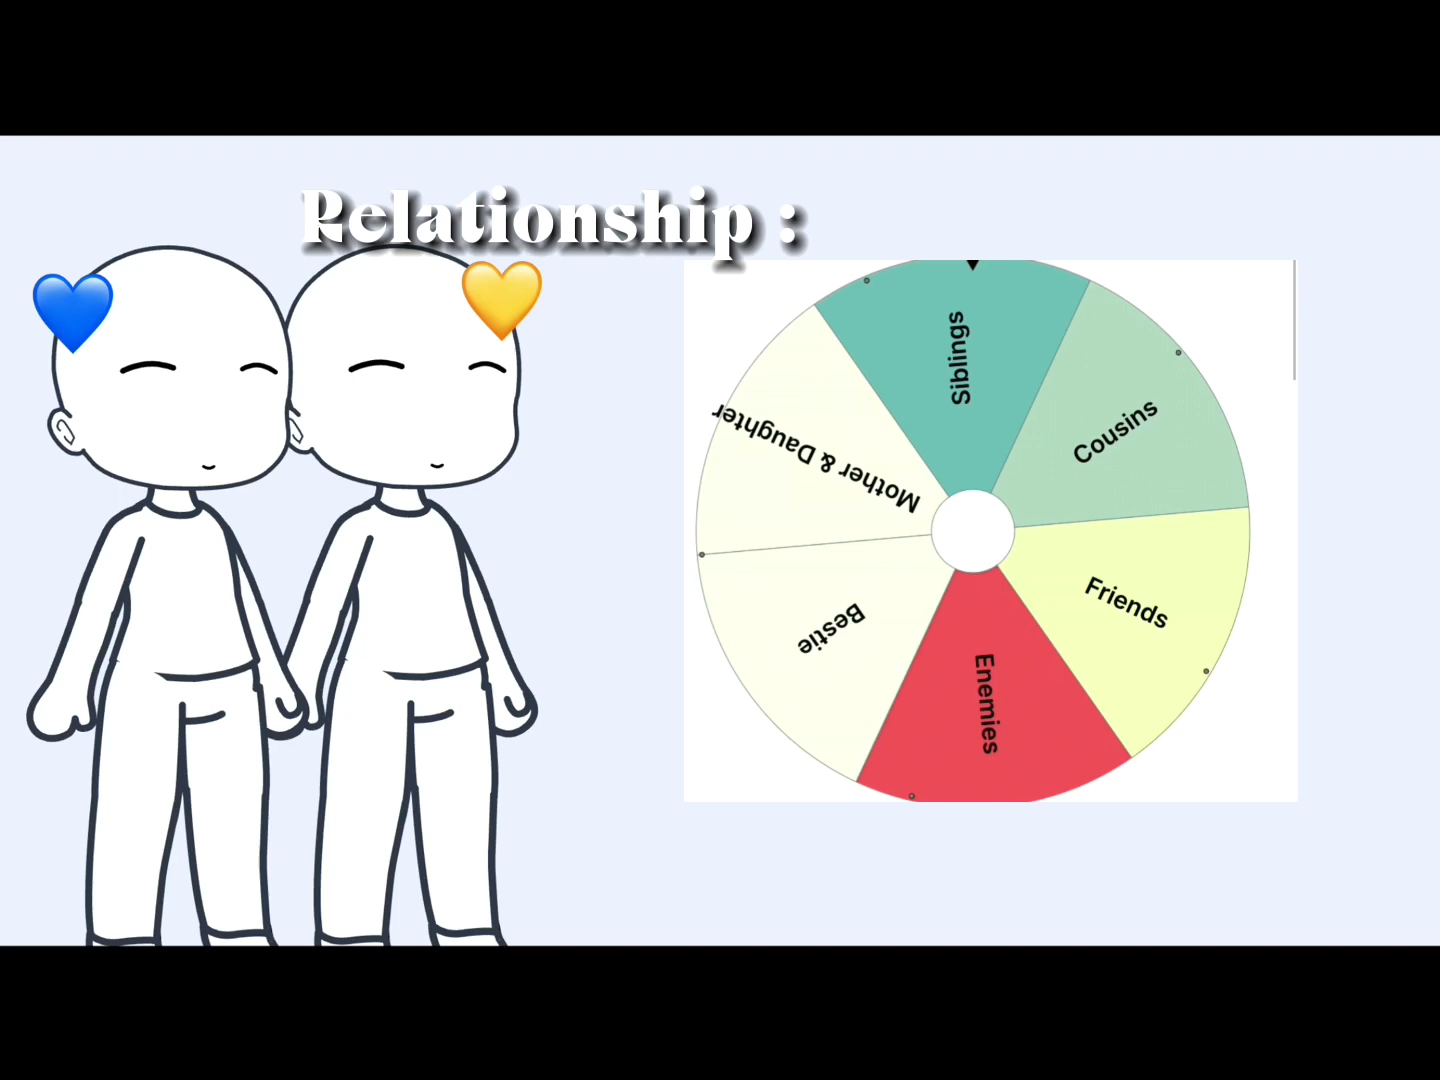 Relationship :
Siblings
Cousins
Mother & Daughter
Friends
Bestie
Enemies